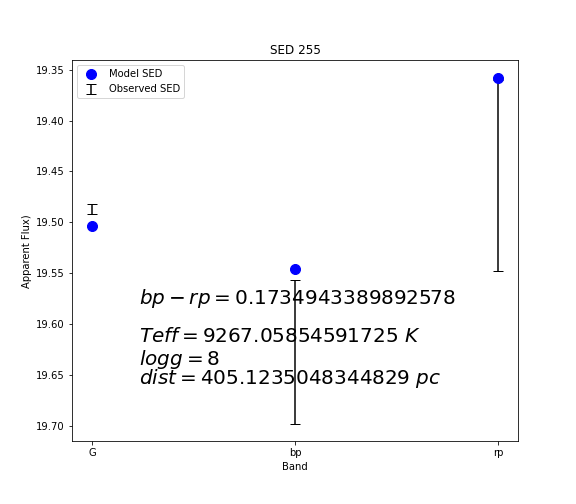 SED 255
Model SED
Observed SED
19.35
19.40
19.45
19.50
19.55
19.60
19.65
19.70
Apparent Flux)
bp − rp = 0.1734943389892578
Teff = 9267.05854591725 K
logg = 8
dist = 405.1235048344829 pc
G bp rp
Band